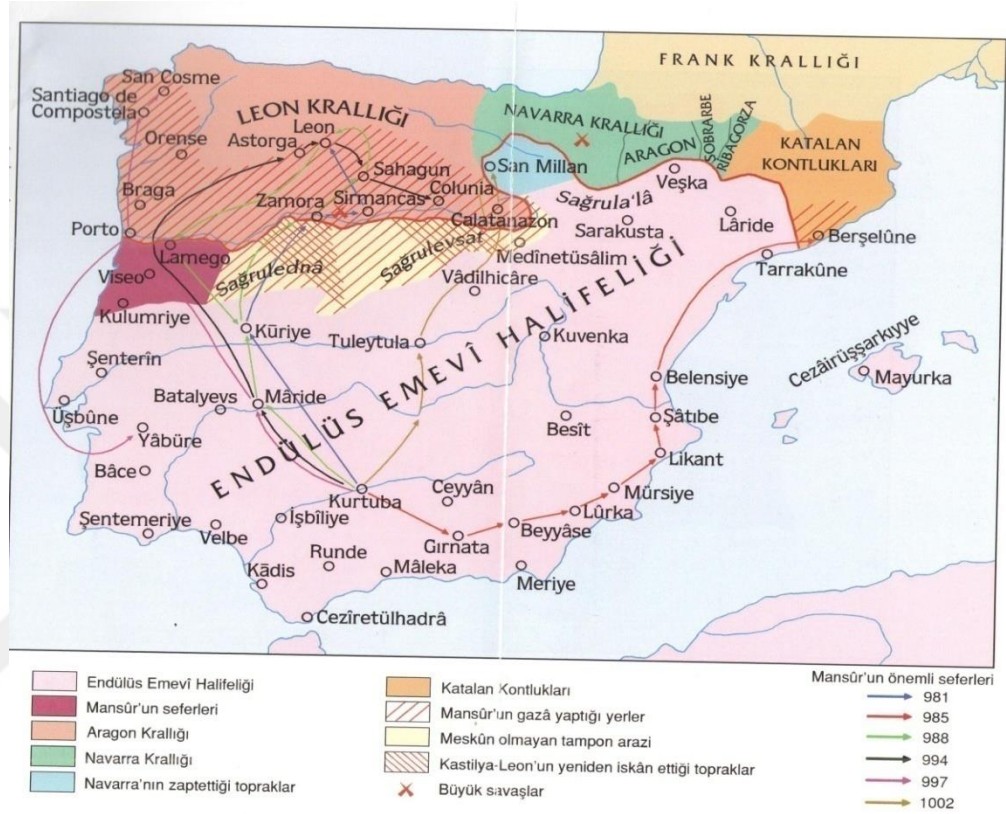 FRANK KRALLIĞI
San Cosme
Santiago de
Compostela
LEON KRALLIĞI
NAVARRA KRALLIĞI
ARAGON
SOBRARBE
RIBAGORZA
KATALAN
KONTLUKLARI
Orense
Astorga
Leon
Sahagun
San Millan
Veşka
Braga
Zamora
Sirmancas
Colunia
Calatanazon
Sağrula'lâ
Sarakusta
Lâride
Porto
Lamego
Sağrulednâ
Sağrulevsat
Medînetüsâlim
Berşelûne
Viseo
Vâdilhicâre
Tarrakûne
Kulumriye
Kūriye
Tuleytula
Kuvenka
Cezâirüşşarkıyye
Mayurka
Şenterîn
Batalyevs
Mâride
Belensiye
Üşbûne
Yâbüre
Besît
Şâtıbe
Bâce
ENDÜLÜS EMEVÎ HALİFELİĞİ
Likant
Kurtuba
Ceyyân
Mürsiye
Şentemeriye
Velbe
İşbîliye
Lûrka
Gırnata
Beyyâse
Runde
Kādis
Mâleka
Meriye
Cezîretülhadrâ
Endülüs Emevî Halifeliği
Mansûr'un seferleri
Aragon Krallığı
Navarra Krallığı
Navarra'nın zaptettiği topraklar
Katalan Kontlukları
Mansûr'un gazâ yaptığı yerler
Meskûn olmayan tampon arazi
Kastilya-Leon'un yeniden iskân ettiği topraklar
Büyük savaşlar
Mansûr'un önemli seferleri
981
985
988
994
997
1002